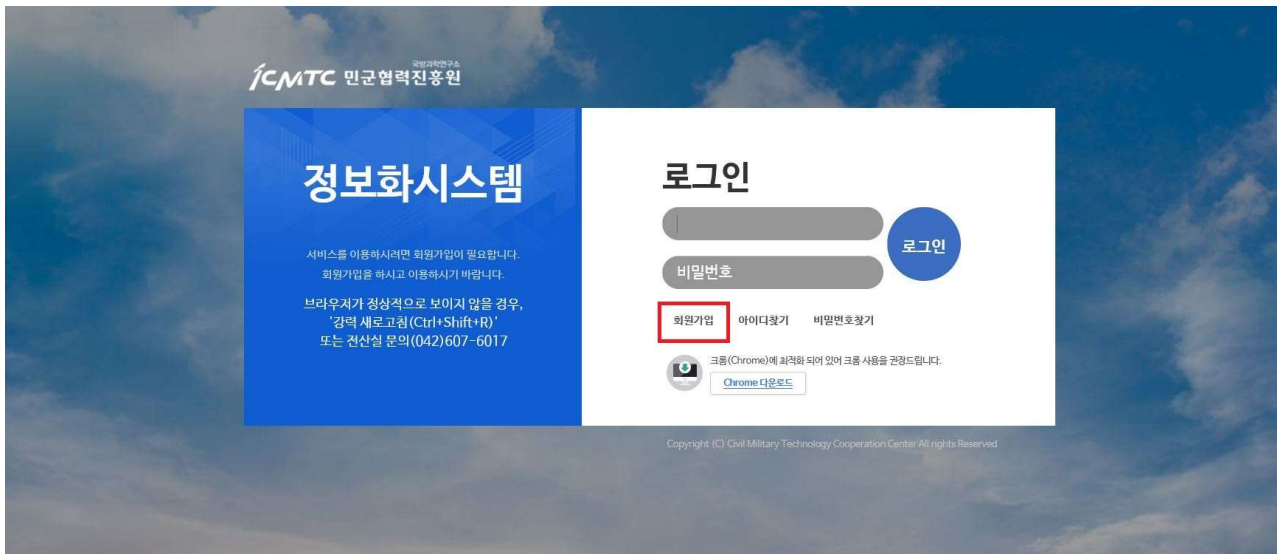 국방과학연구소
iCMTC 민군협력진흥원
정보화시스템
서비스를 이용하시려면 회원가입이 필요합니다.
회원가입을 하시고 이용하시기 바랍니다.
브라우저가 정상적으로 보이지 않을 경우,
'강력 새로고침(Ctrl+Shift+R)'
또는 전산실 문의(042)607-6017
로그인
로그인
비밀번호
회원가입 아이디찾기 비밀번호찾기
크롬(Chrome)에 최적화 되어 있어 크롬 사용을 권장드립니다.
Chrome 다운로드
Copyright (C) Civil Military Technology Cooperation Center All rights Reserved